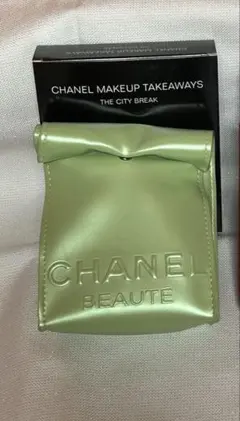 CHANEL MAKEUP TAKEAWAYS
THE CITY BREAK
CHANEL
BEAUTE